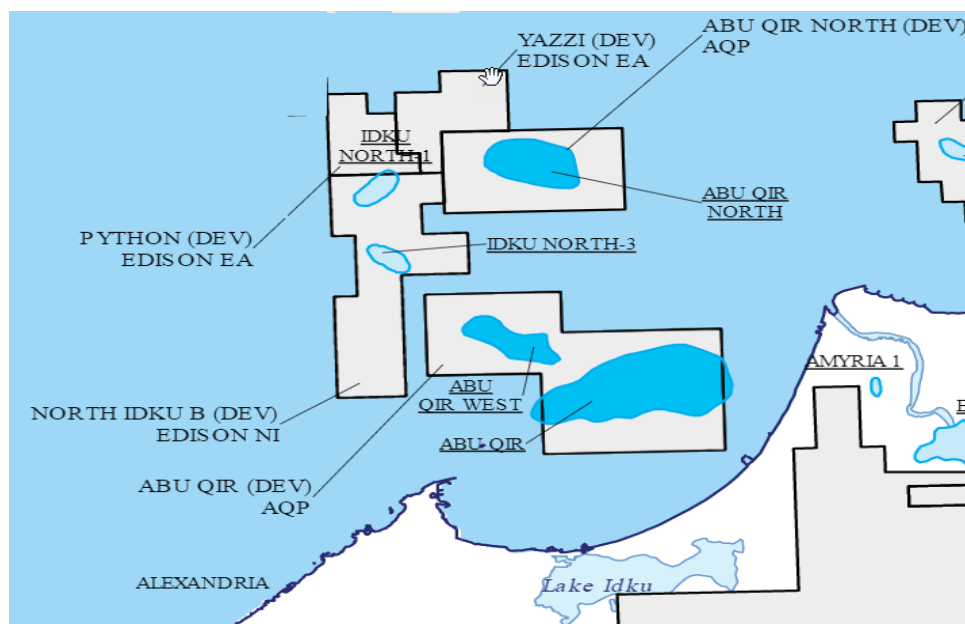 YAZZI (DEV)
EDISON EA
ABU QIR NORTH (DEV)
AQP
IDKU
NORTH-1
ABU QIR
NORTH
PYTHON (DEV)
EDISON EA
IDKU NORTH-3
AMYRIA 1
ABU
QIR WEST
NORTH IDKU B (DEV)
EDISON NI
ABU QIR
ABU QIR (DEV)
AQP
ALEXANDRIA
Lake Idku